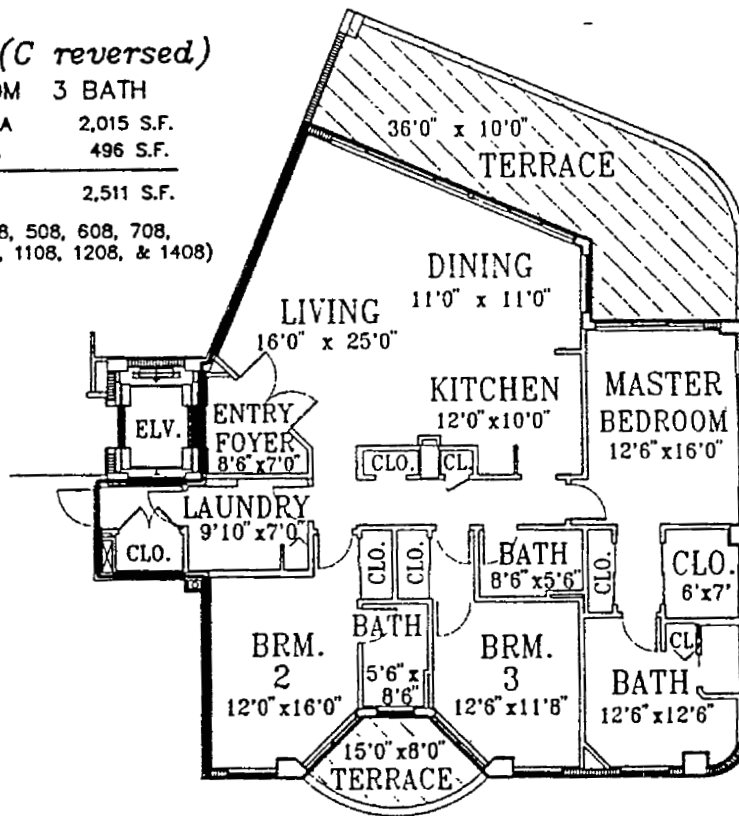 (C reversed)
3 BATH
2,015 S.F.
496 S.F.
2,511 S.F.
508, 608, 708,
1108, 1208, & 1408)
36'0" x 10'0"
TERRACE
DINING
11'0" x 11'0"
LIVING
16'0" x 25'0"
KITCHEN
12'0"x10'0"
MASTER
BEDROOM
12'6"x16'0"
ELV.
ENTRY
FOYER
8'6"x7'0"
CLO.
CL.
LAUNDRY
9'10"x7'0"
CLO.
CLO.
CLO.
BATH
8'6"x5'6"
CLO.
CLO.
6'x7'
BRM.
2
12'0"x16'0"
BATH
5'6"x
8'6"
BRM.
3
12'6"x11'8"
CL
BATH
12'6"x12'6"
15'0"x8'0"
TERRACE